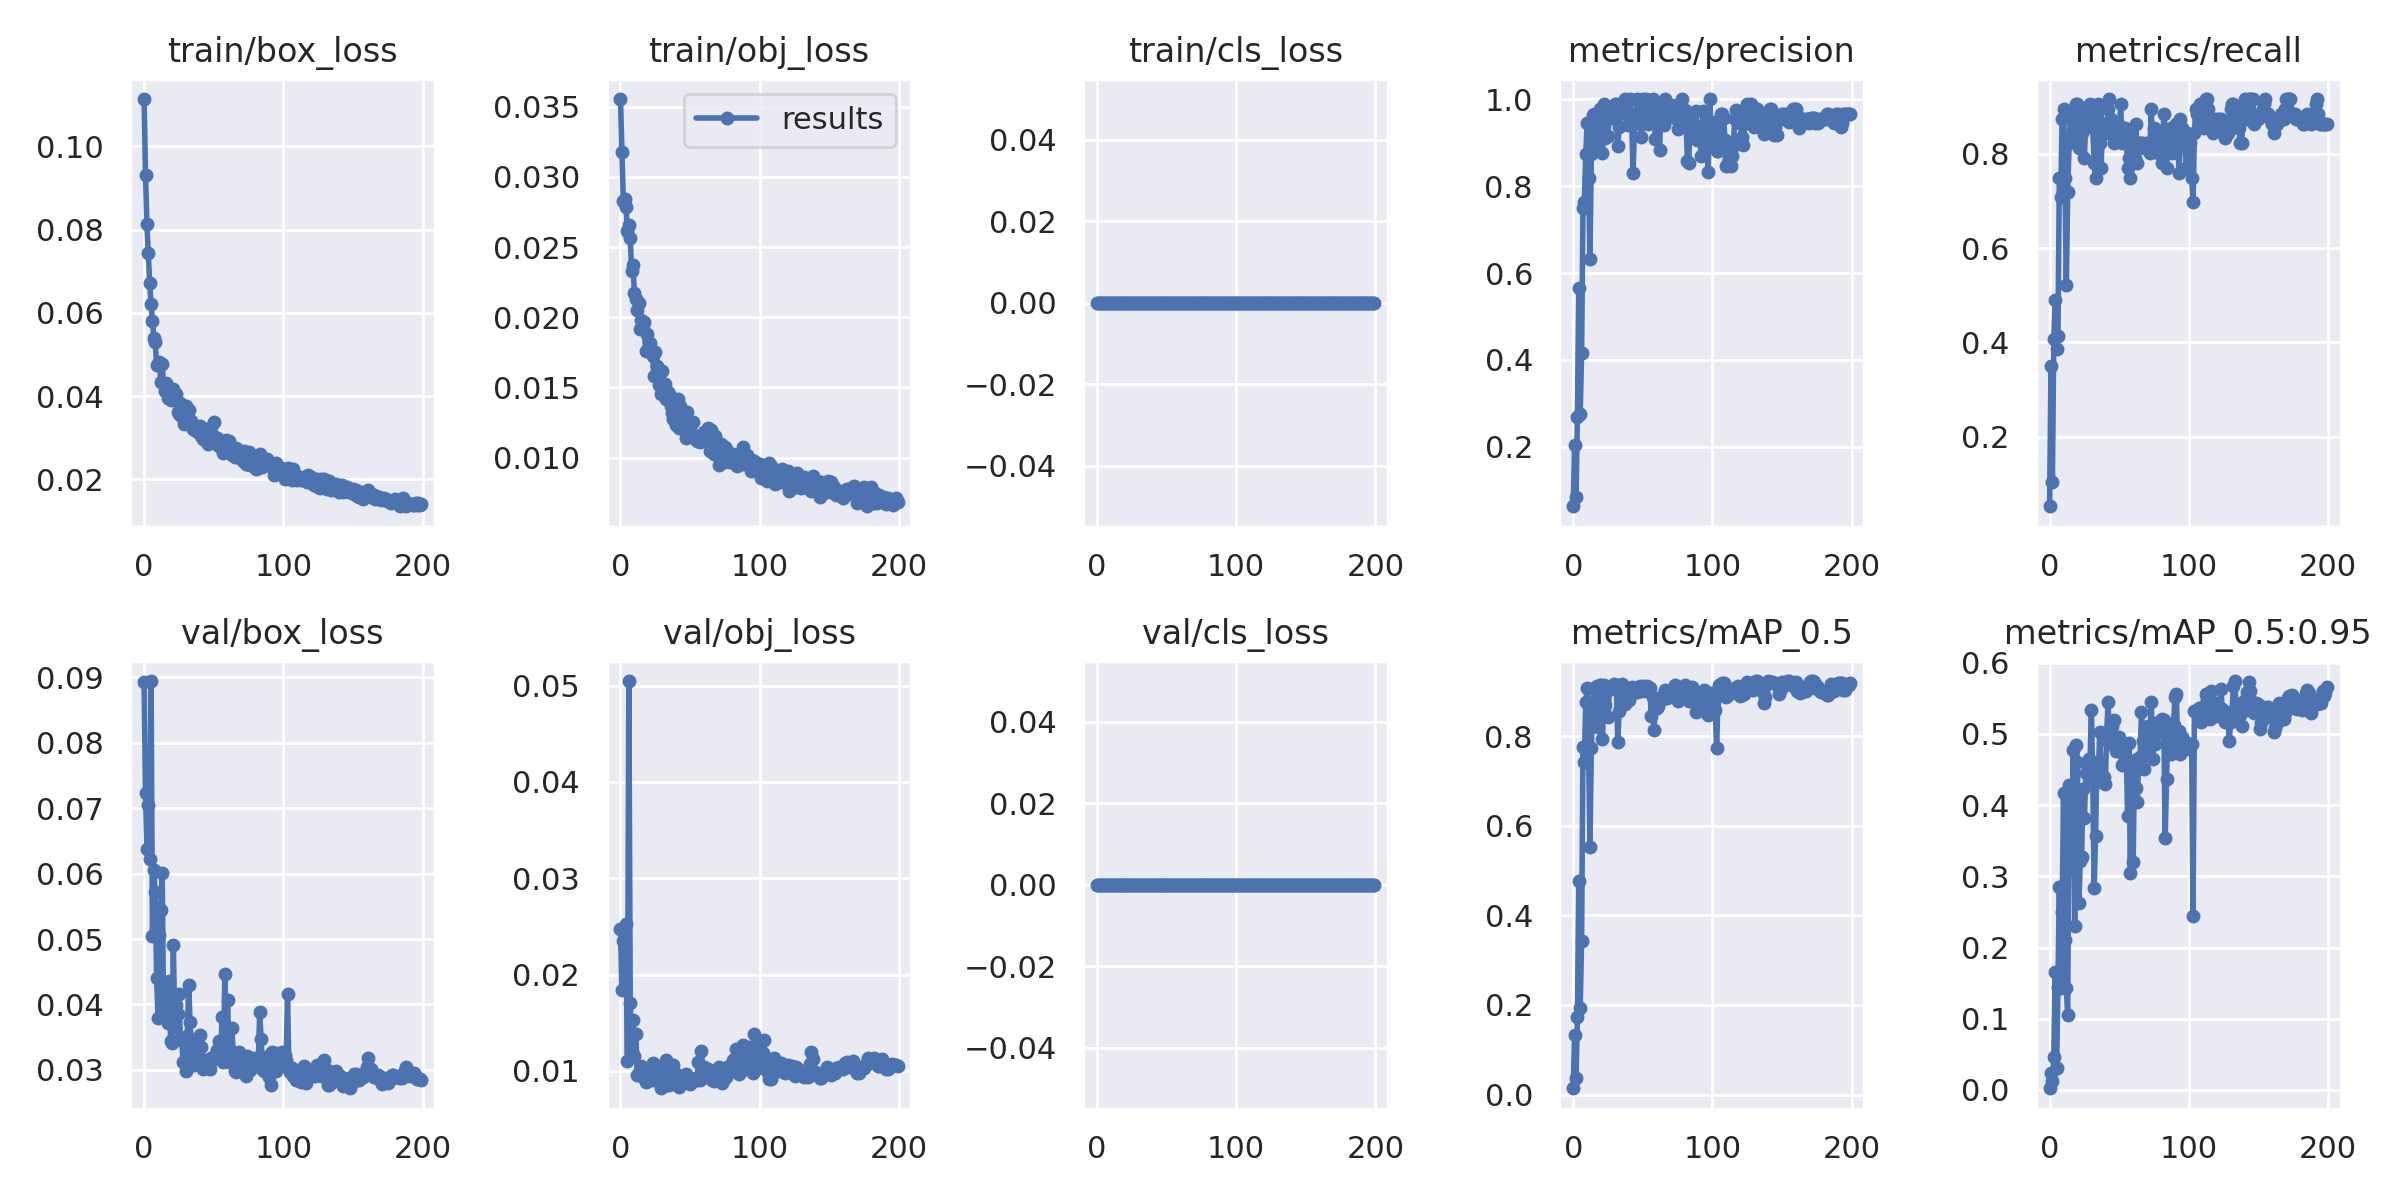 train/box_loss
0.10
0.08
0.06
0.04
0.02
0 100 200
train/obj_loss
results
0.035
0.030
0.025
0.020
0.015
0.010
0 100 200
train/cls_loss
0.04
0.02
0.00
−0.02
−0.04
0 100 200
metrics/precision
1.0
0.8
0.6
0.4
0.2
0 100 200
metrics/recall
0.8
0.6
0.4
0.2
0 100 200
val/box_loss
0.09
0.08
0.07
0.06
0.05
0.04
0.03
0 100 200
val/obj_loss
0.05
0.04
0.03
0.02
0.01
0 100 200
val/cls_loss
0.04
0.02
0.00
−0.02
−0.04
0 100 200
metrics/mAP_0.5
0.8
0.6
0.4
0.2
0.0
0 100 200
metrics/mAP_0.5:0.95
0.6
0.5
0.4
0.3
0.2
0.1
0.0
0 100 200